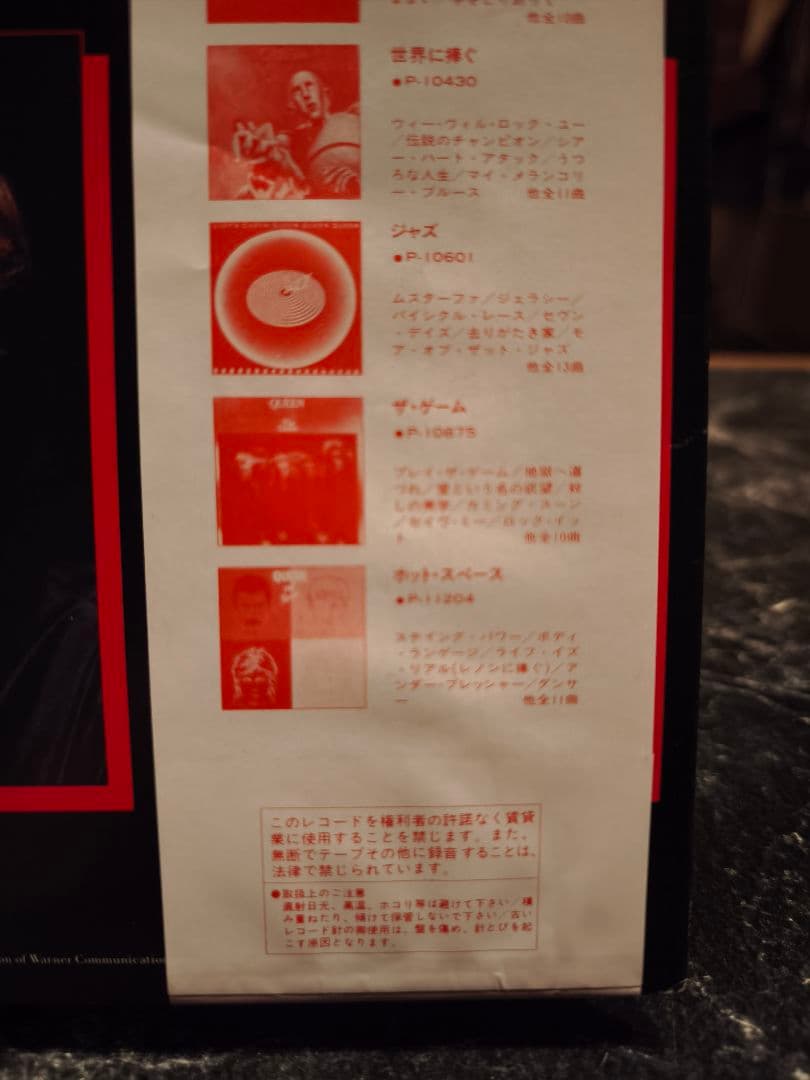 他全10曲
世界に捧ぐ
●P-10430
ウィー・ウィル・ロック・ユー
/伝説のチャンピオン/シア
ー・ハート・アタック/うつ
ろな人生/マイ・メランコリ
ー・ブルース 他全11曲
ジャズ
●P-10601
ムスターファ/ジェラシー/
バイシクル・レース/セヴン
・デイズ/去りがたき家/モ
ア・オブ・ザット・ジャズ
他全13曲
QUEEN
ザ・ゲーム
●P-10875
プレイ・ザ・ゲーム/地獄へ道
づれ/愛という名の欲望/
しの美学/カミング・スーン
/セイヴ・ミー/ロック・イッ
ト 他全10曲
QUEEN
ホット・スペース
●P-11204
ステイング・パワー/ボディ
・ランゲージ/ライフ・イズ
・リアル(レノンに捧ぐ)/ア
ンダー・プレッシャー/ダンサ
ー 他全11曲
このレコードを権利者の許諾なく賃貸
業に使用することを禁じます。また、
無断でテープその他に録音することは、
法律で禁じられています。
●取扱上のご注意
直射日光、高温、ホコリ等は避けて下さい/積
み重ねたり、傾けて保管しないで下さい/古い
レコード針の御使用は、盤を傷め、針とびを起
こす原因となります。
on of Warner Communication